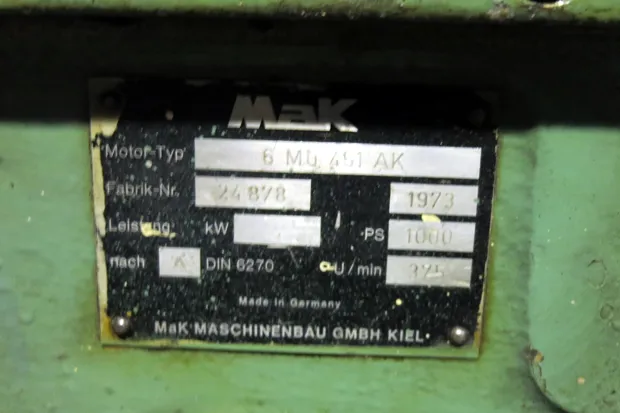 MaK
Motor-Typ 6 MU 451 AK
Fabrik-Nr. 24 878 1973
Leistung kW PS 1000
nach A DIN 6270 U/min 375
Made in Germany
MaK MASCHINENBAU GMBH KIEL